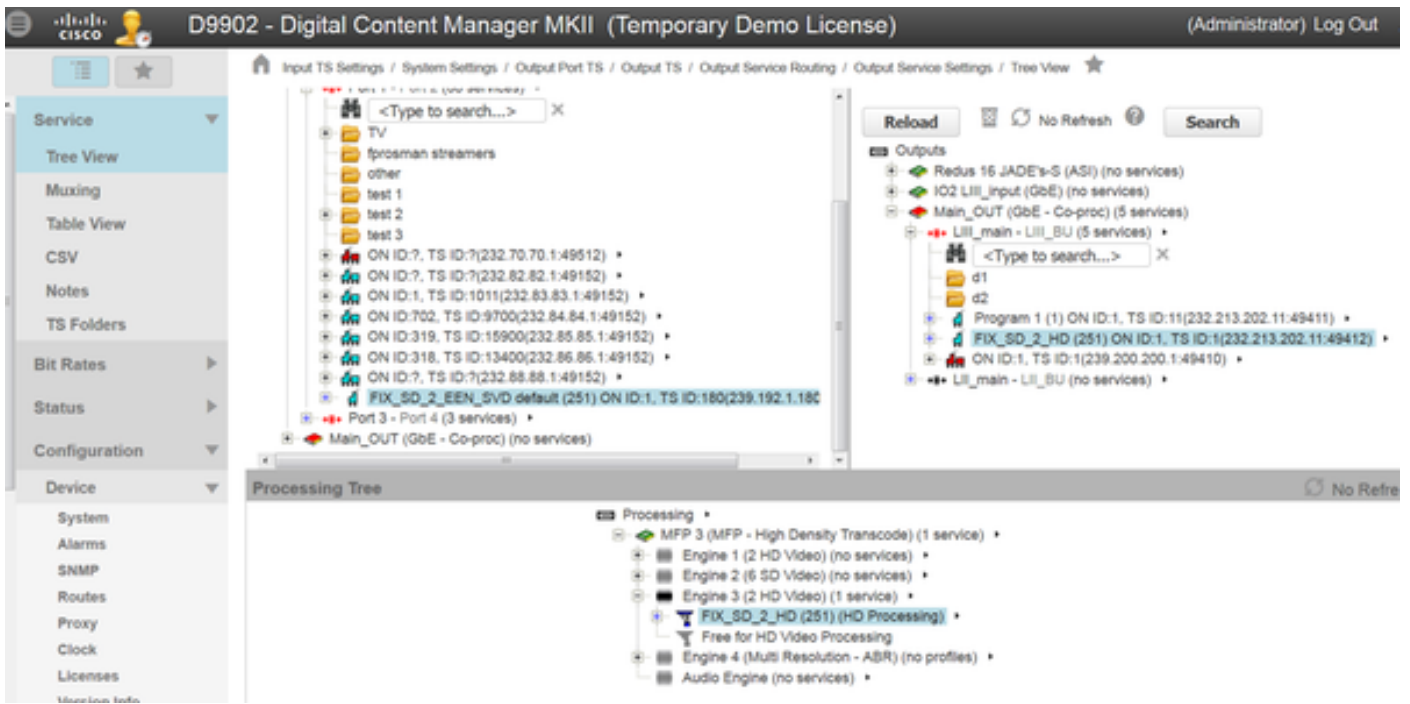 cisco D9902 - Digital Content Manager MKII (Temporary Demo License) (Administrator) Log Out
Input TS Settings / System Settings / Output Port TS / Output TS / Output Service Routing / Output Service Settings / Tree View
Service
Tree View
Muxing
Table View
CSV
Notes
TS Folders
Bit Rates
Status
Configuration
Device
System
Alarms
SNMP
Routes
Proxy
Clock
Licenses
Version Info
Port 1 - Port 2 (60 services)
<Type to search...>
TV
fprosman streamers
other
test 1
test 2
test 3
ON ID:?, TS ID:?(232.70.70.1:49512)
ON ID:?, TS ID:?(232.82.82.1:49152)
ON ID:1, TS ID:1011(232.83.83.1:49152)
ON ID:702, TS ID:9700(232.84.84.1:49152)
ON ID:319, TS ID:15900(232.85.85.1:49152)
ON ID:318, TS ID:13400(232.86.86.1:49152)
ON ID:?, TS ID:?(232.88.88.1:49152)
FIX_SD_2_EEN_SVD default (251) ON ID:1, TS ID:180(239.192.1.180
Port 3 - Port 4 (3 services)
Main_OUT (GbE - Co-proc) (no services)
Reload No Refresh Search
Outputs
Redus 16 JADE's-S (ASI) (no services)
IO2 LIII_input (GbE) (no services)
Main_OUT (GbE - Co-proc) (5 services)
LIII_main - LIII_BU (5 services)
<Type to search...>
d1
d2
Program 1 (1) ON ID:1, TS ID:11(232.213.202.11:49411)
FIX_SD_2_HD (251) ON ID:1, TS ID:1(232.213.202.11:49412)
ON ID:1, TS ID:1(239.200.200.1:49410)
LII_main - LII_BU (no services)
Processing Tree No Refre
Processing
MFP 3 (MFP - High Density Transcode) (1 service)
Engine 1 (2 HD Video) (no services)
Engine 2 (6 SD Video) (no services)
Engine 3 (2 HD Video) (1 service)
FIX_SD_2_HD (251) (HD Processing)
Free for HD Video Processing
Engine 4 (Multi Resolution - ABR) (no profiles)
Audio Engine (no services)